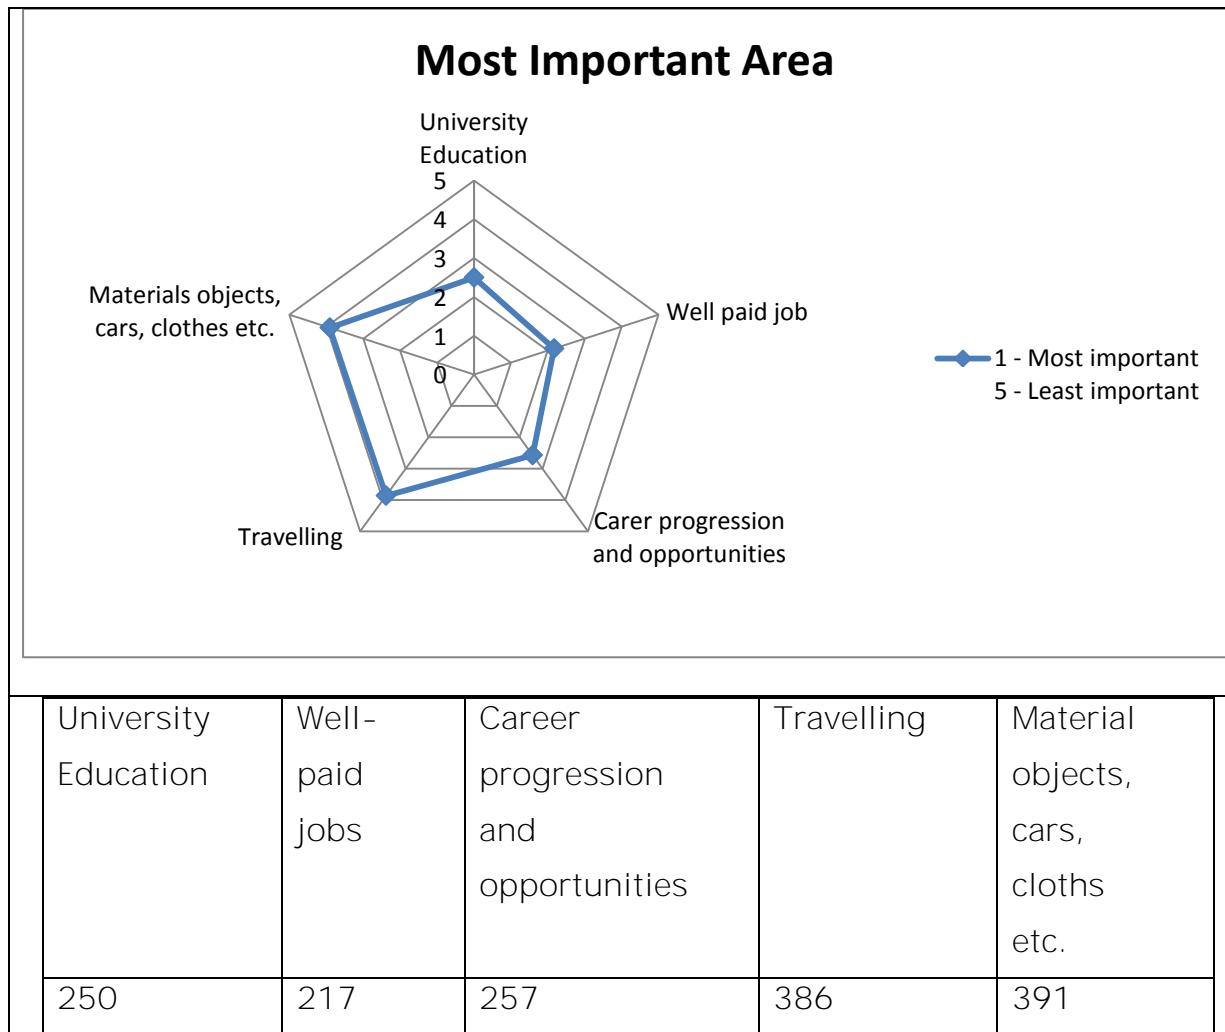 Most Important Area
University
Education
5
4
3
2
1
0
Materials objects,
cars, clothes etc.
Well paid job
1 - Most important
5 - Least important
Travelling
Carer progression
and opportunities
University
Education
Well-
paid
jobs
Career
progression
and
opportunities
Travelling
Material
objects,
cars,
cloths
etc.
250
217
257
386
391